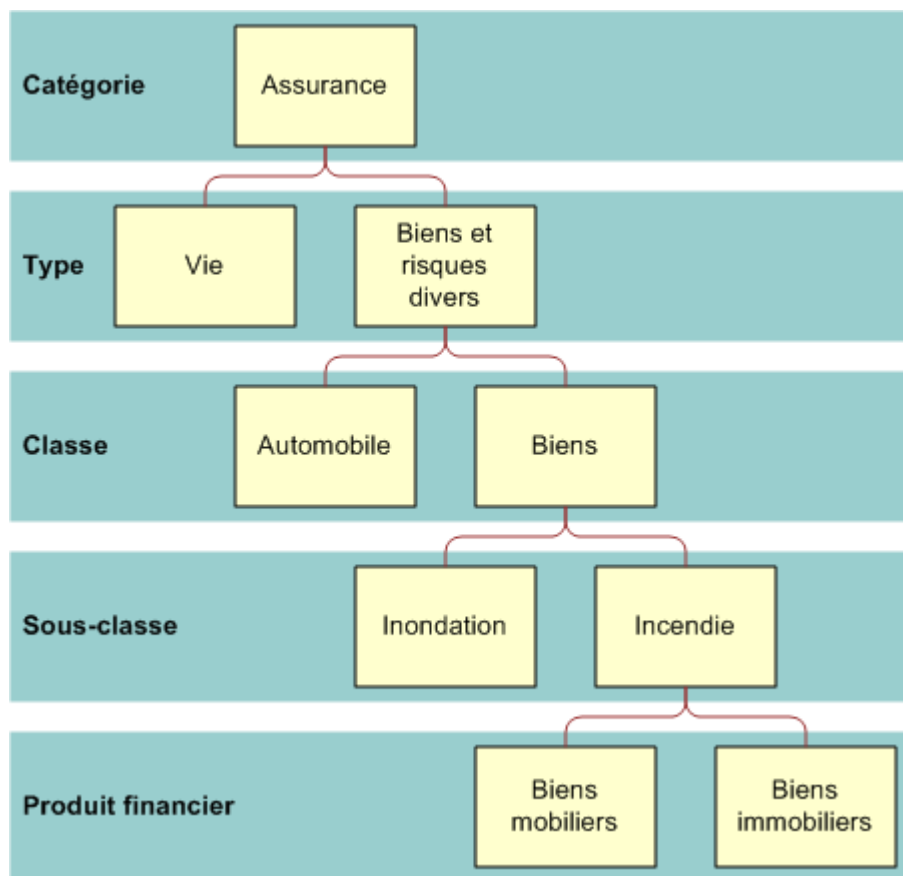 Catégorie
Assurance
Type
Vie
Biens et
risques
divers
Classe
Automobile
Biens
Sous-classe
Inondation
Incendie
Produit financier
Biens
mobiliers
Biens
immobiliers